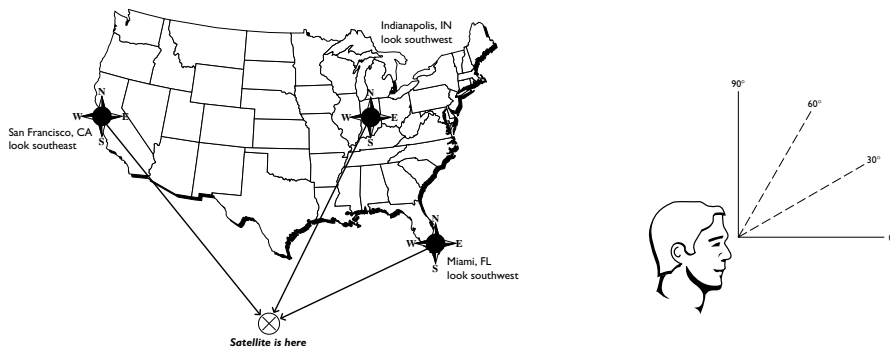 Indianapolis, IN
look southwest
N
W
E
S
San Francisco, CA
look southeast
N
W
E
S
N
W
E
S
Miami, FL
look southwest
Satellite is here
90°
60°
30°